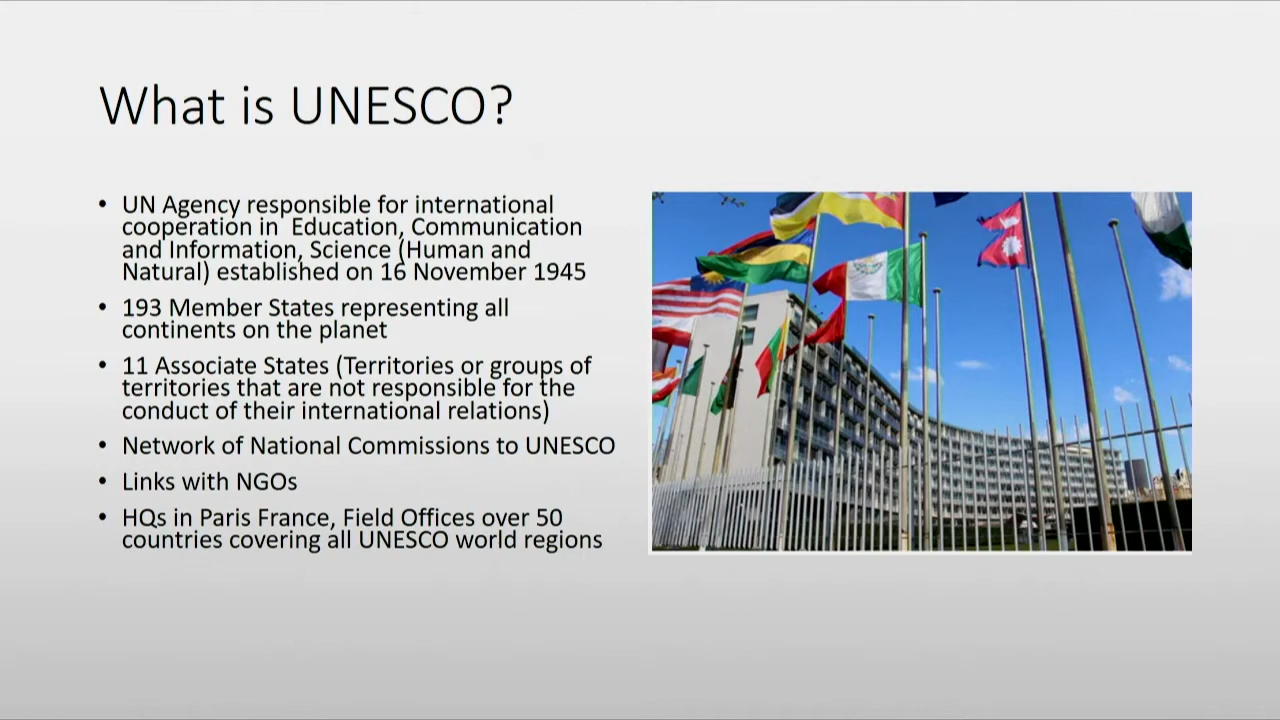 What is UNESCO?
• UN Agency responsible for international
cooperation in  Education, Communication
and Information, Science (Human and
Natural) established on 16 November 1945
• 193 Member States representing all
continents on the planet
• 11 Associate States (Territories or groups of
territories that are not responsible for the
conduct of their international relations)
• Network of National Commissions to UNESCO
• Links with NGOs
• HQs in Paris France, Field Offices over 50
countries covering all UNESCO world regions